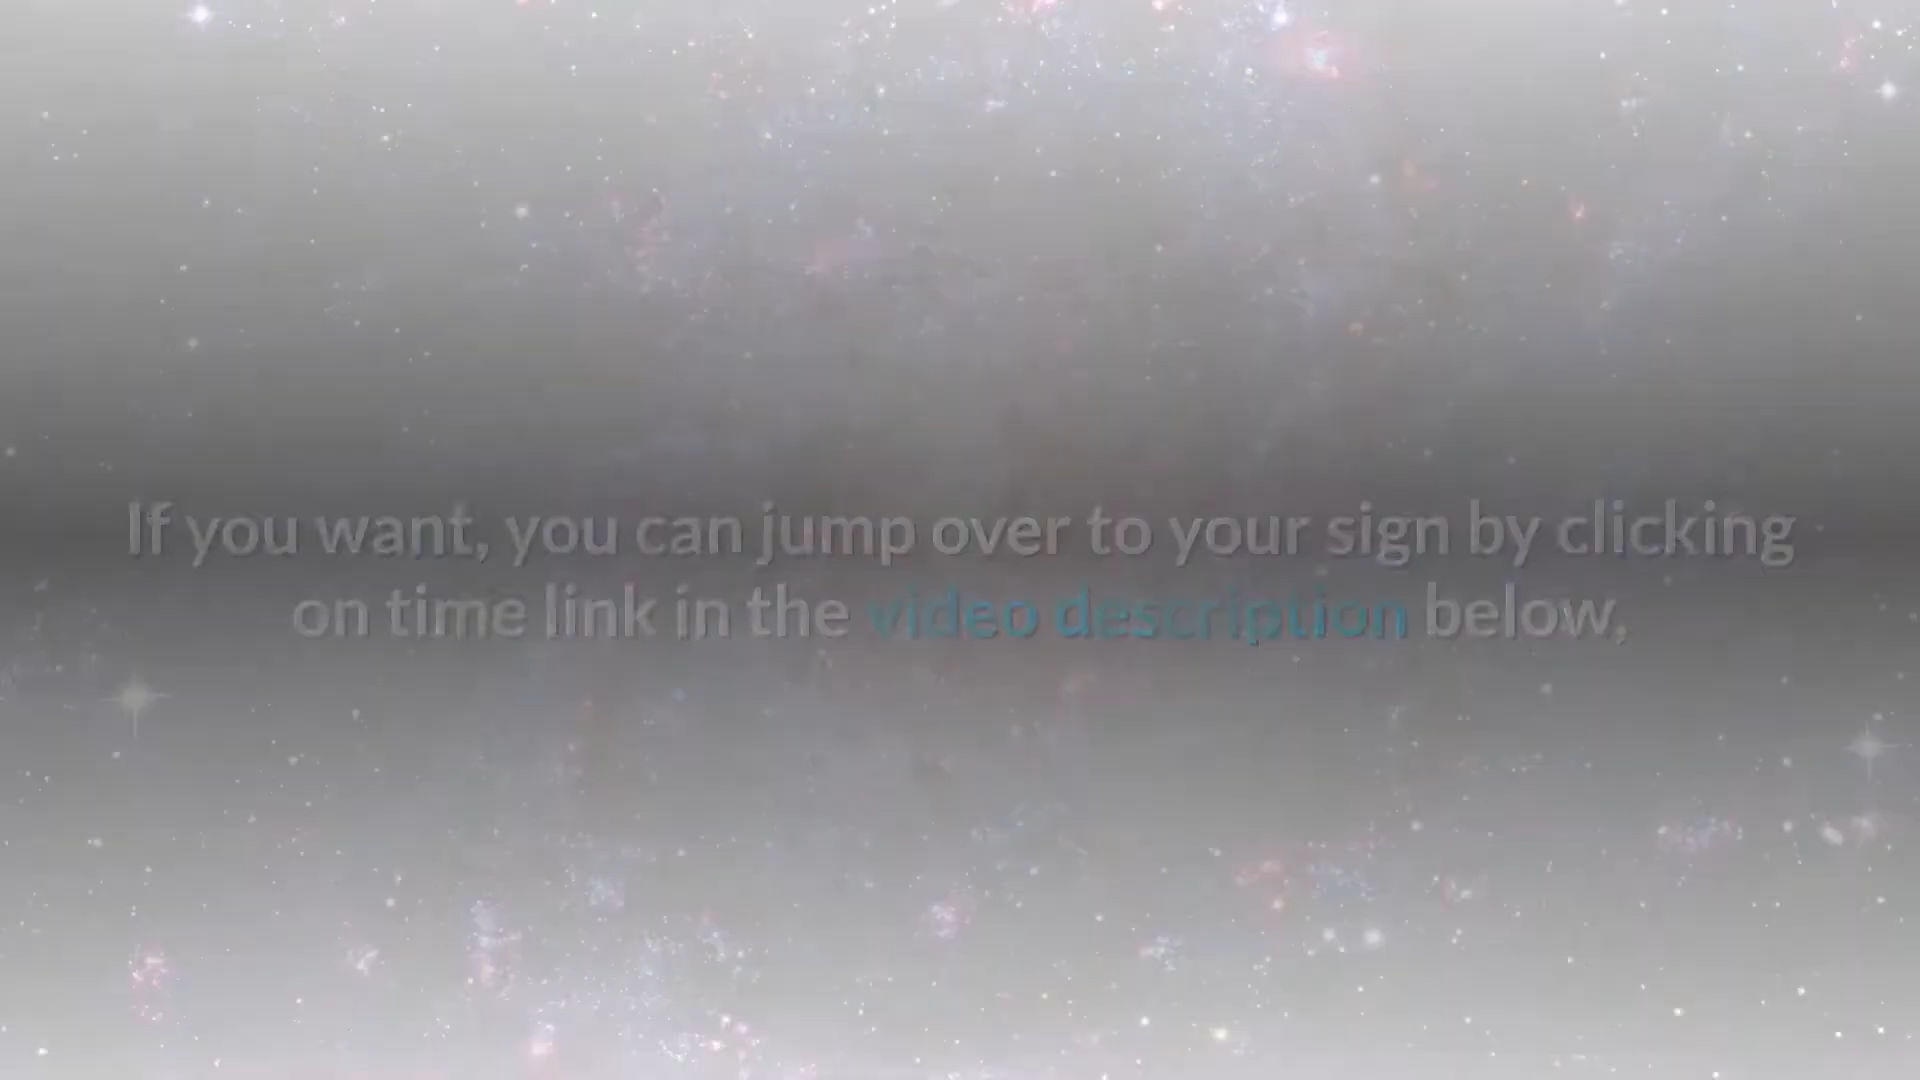 If you want, you can jump over to your sign by clicking
on time link in the video description below,